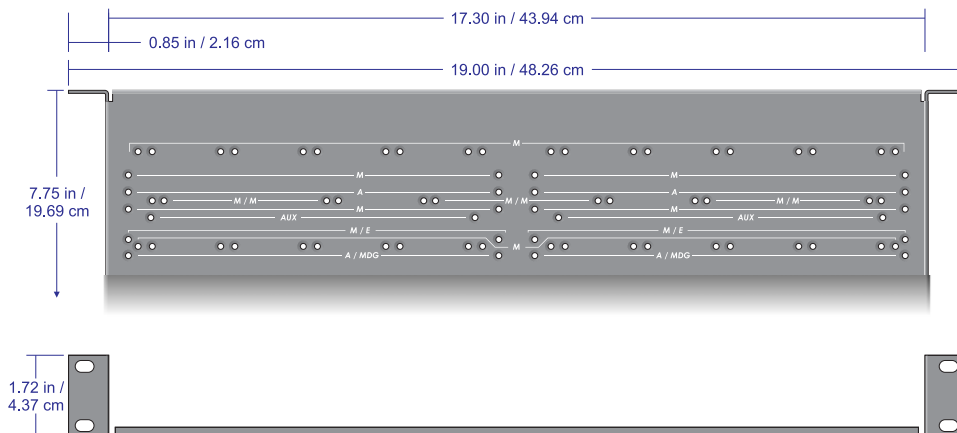 17.30 in / 43.94 cm
0.85 in / 2.16 cm
19.00 in / 48.26 cm
M
M M
A A
7.75 in /
19.69 cm
M / M M / M M / M
M M
AUX AUX
M / E M / E
M
A / MDG A / MDG
1.72 in /
4.37 cm